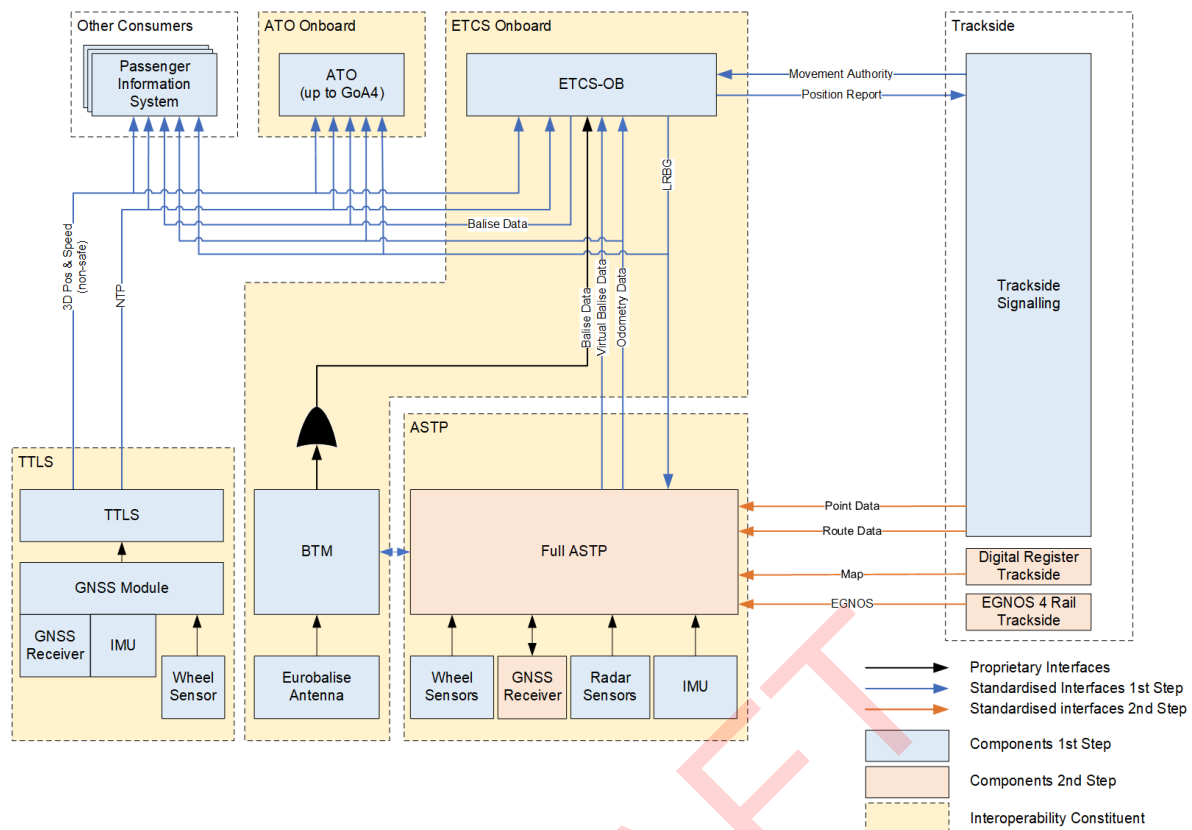 Other Consumers
Passenger
Information
System
ATO Onboard
ATO
(up to GoA4)
ETCS Onboard
ETCS-OB
Trackside
Movement Authority
Position Report
Trackside
Signalling
LRBG
Balise Data
3D Pos & Speed
(non-safe)
NTP
Balise Data
Virtual Balise Data
Odometry Data
TTLS
TTLS
GNSS Module
GNSS
Receiver
IMU
Wheel
Sensor
BTM
Eurobalise
Antenna
ASTP
Full ASTP
Wheel
Sensors
GNSS
Receiver
Radar
Sensors
IMU
Point Data
Route Data
Map
EGNOS
Digital Register
Trackside
EGNOS 4 Rail
Trackside
Proprietary Interfaces
Standardised Interfaces 1st Step
Standardised interfaces 2nd Step
Components 1st Step
Components 2nd Step
Interoperability Constituent